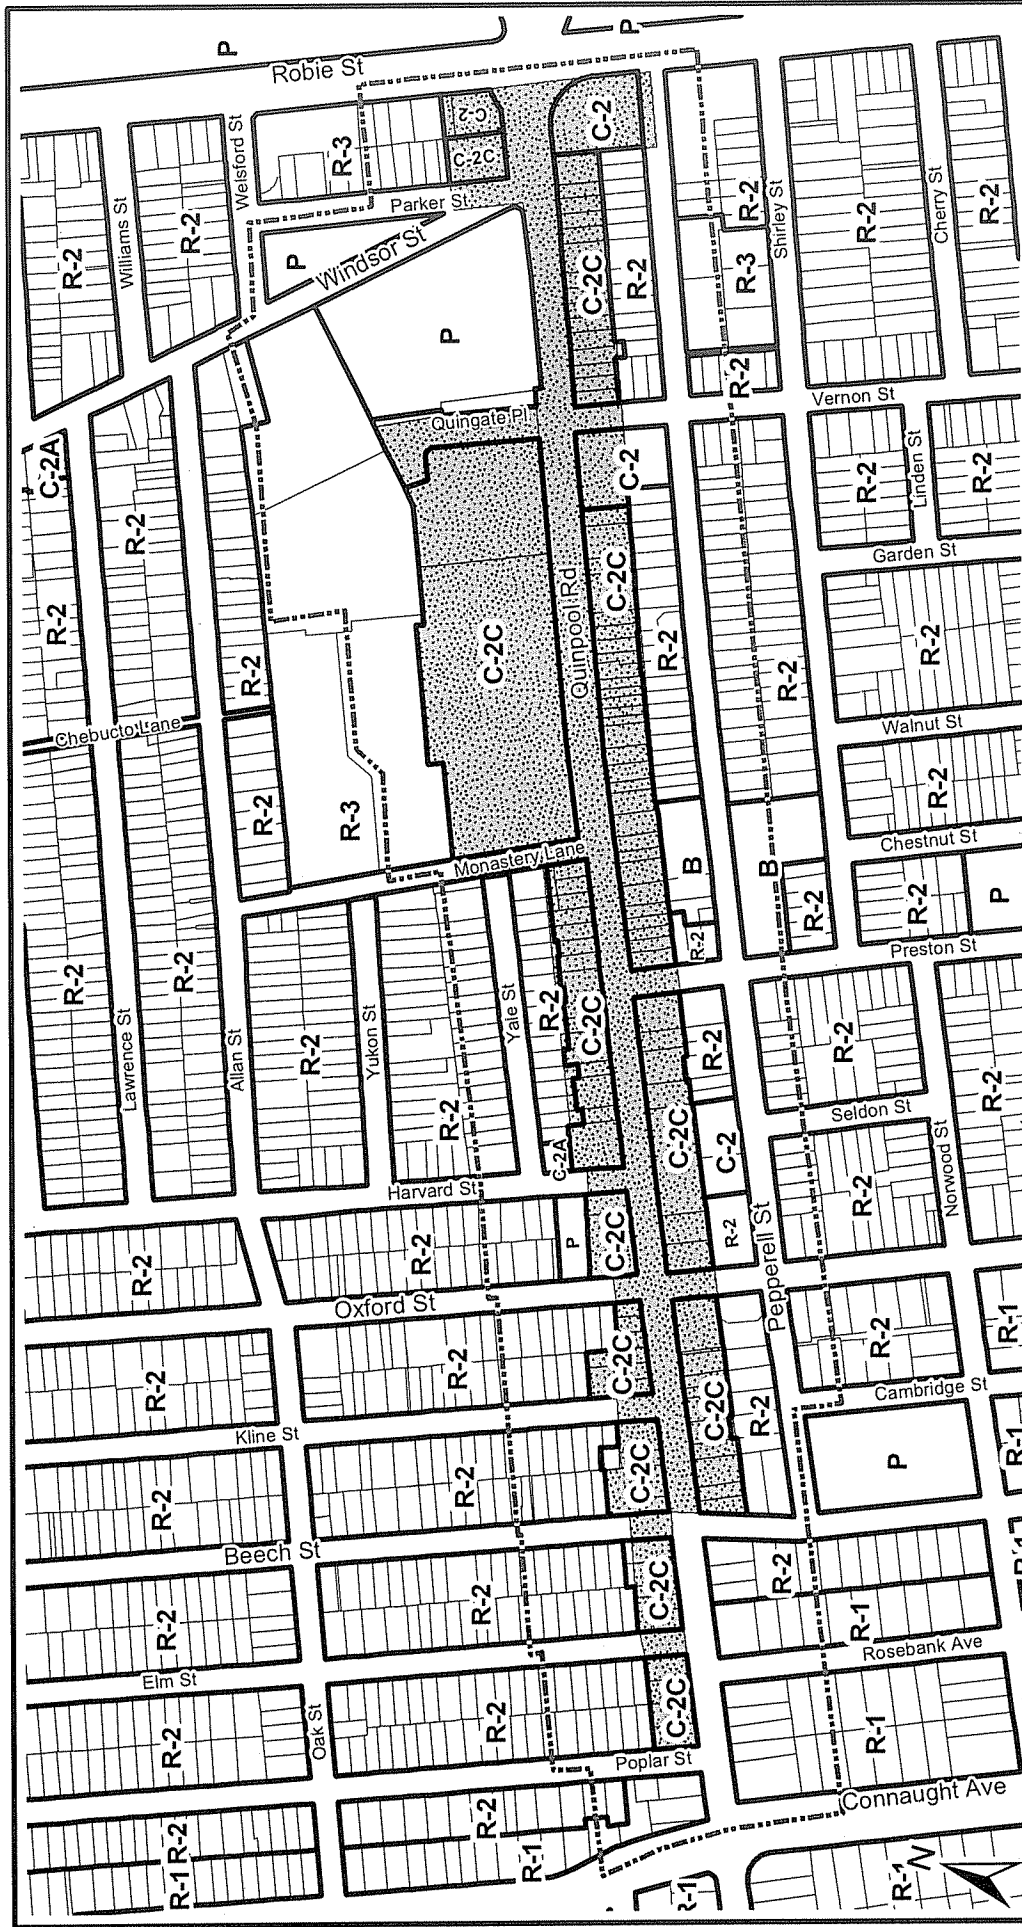 P
Robie St
P
Williams St
R-2
R-2
Welsford St
R-3
C-2
C-2C
C-2
Parker St
P
Windsor St
P
C-2C
R-2
R-2
R-3
Shirley St
R-2
Cherry St
R-2
C-2A
R-2
R-2
R-2
Quingate Pl
C-2
R-2
Vernon St
R-2
Linden St
R-2
Garden St
C-2C
Quinpool Rd
C-2C
R-2
R-2
R-2
Walnut St
R-2
Chebucto Lane
R-2
R-3
Monastery Lane
B
B
R-2
R-2
Chestnut St
R-2
P
Preston St
R-2
R-2
Lawrence St
Allan St
R-2
Yukon St
R-2
Yale St
R-2
C-2C
C-2A
Harvard St
C-2C
R-2
C-2
R-2
R-2
Seldon St
R-2
Norwood St
R-2
R-2
R-2
P
C-2C
Oxford St
Pepperell St
R-2
R-2
C-2C
C-2C
R-2
R-2
R-1
Cambridge St
Kline St
R-2
R-2
C-2C
P
R-1
Beech St
R-2
R-2
C-2C
R-2
R-1
R-1
Rosebank Ave
Elm St
R-2
Oak St
R-2
C-2C
R-1
Poplar St
Connaught Ave
R-2
R-1
R-2
R-1
R-1
R-1
N